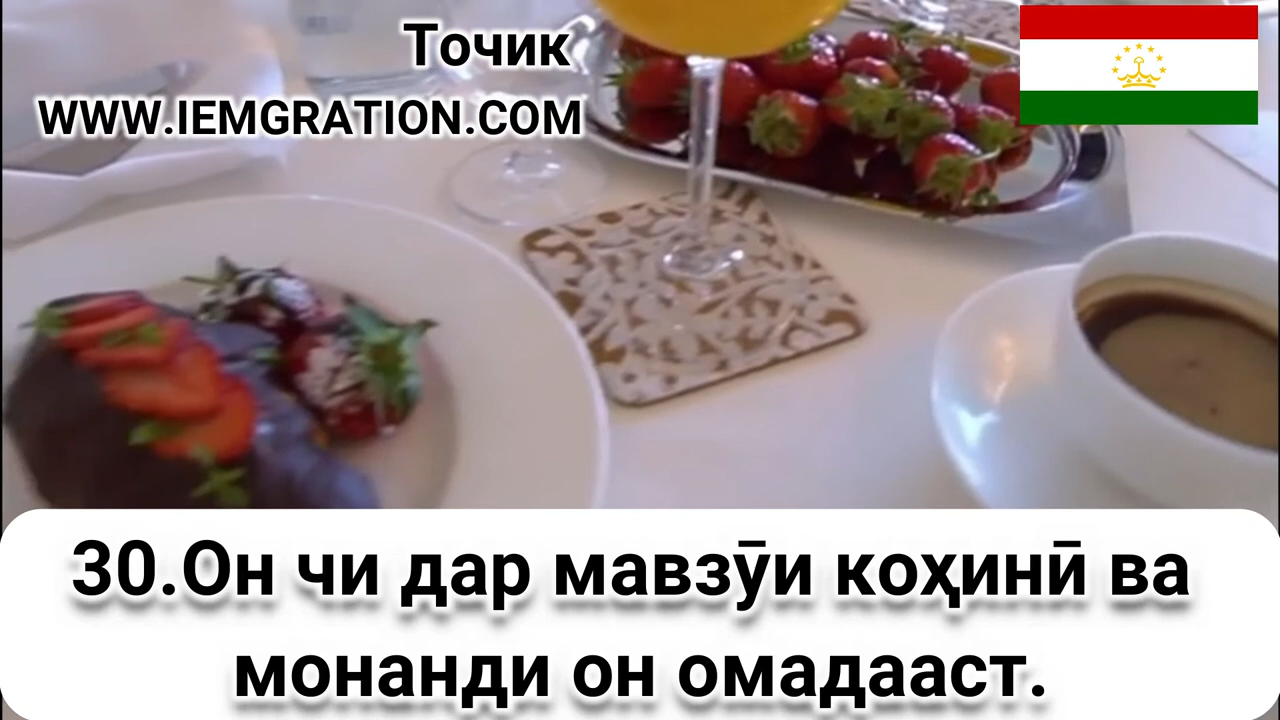 Точик
WWW.IEMGRATION.COM
30.Он чи дар мавзӯи коҳинӣ ва
монанди он омадааст.